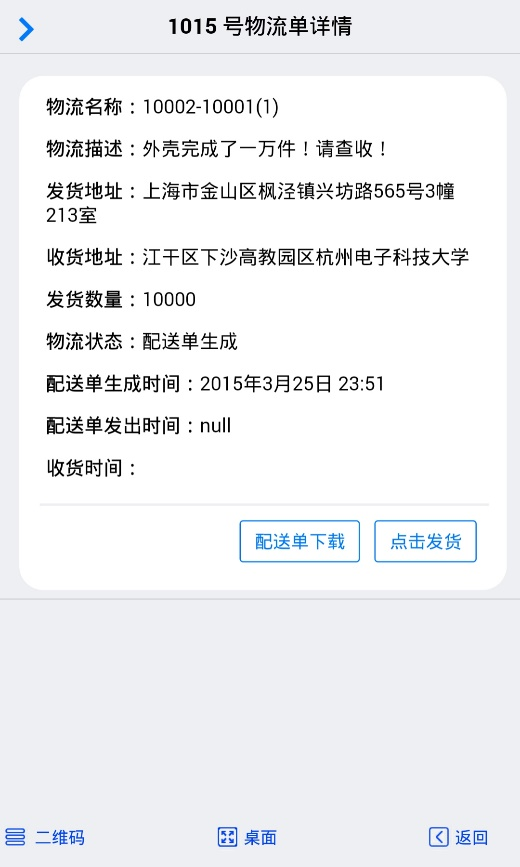 1015 号物流单详情
物流名称：10002-10001(1)
物流描述：外壳完成了一万件！请查收！
发货地址：上海市金山区枫泾镇兴坊路565号3幢
213室
收货地址：江干区下沙高教园区杭州电子科技大学
发货数量：10000
物流状态：配送单生成
配送单生成时间：2015年3月25日 23:51
配送单发出时间：null
收货时间：
配送单下载 点击发货
二维码 桌面 返回